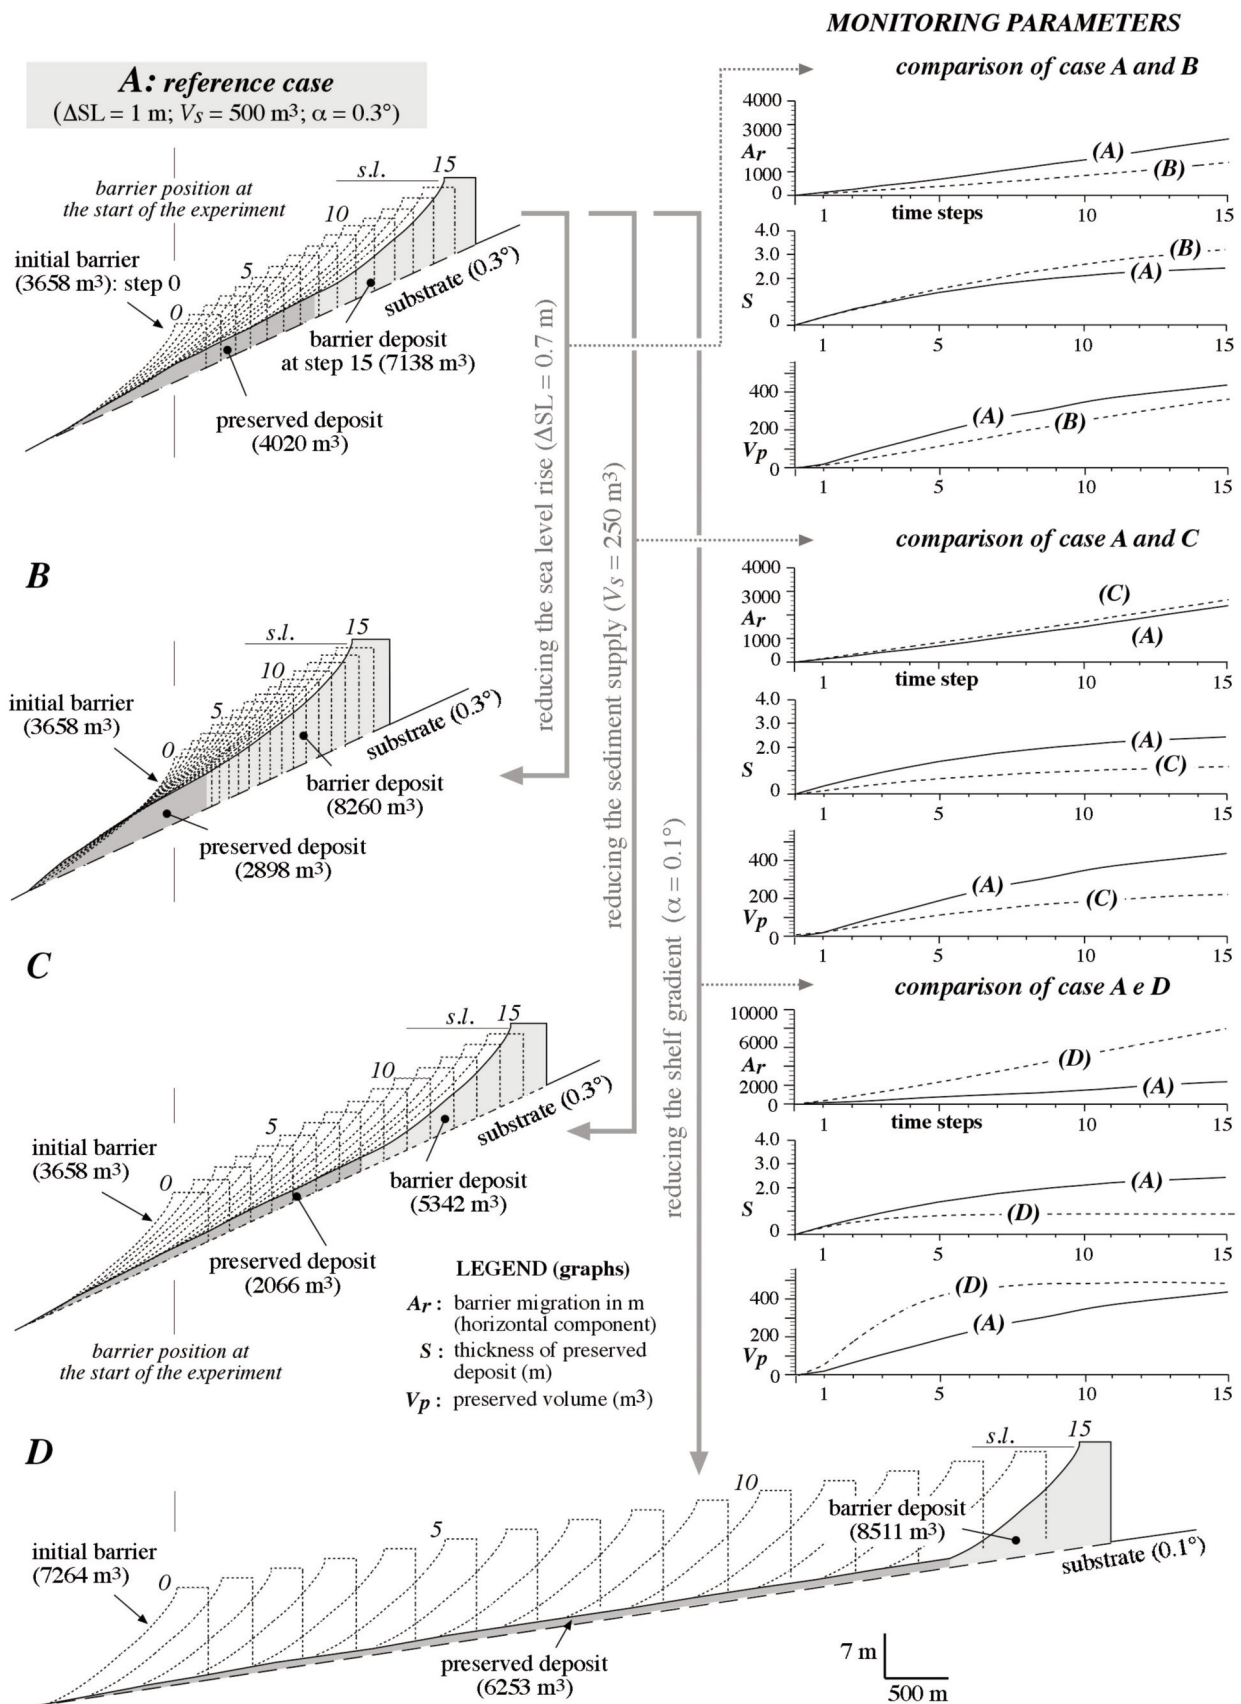 MONITORING PARAMETERS
A: reference case
(ΔSL = 1 m; Vs = 500 m³; α = 0.3°)
barrier position at
the start of the experiment
initial barrier
(3658 m³): step 0
0
5
10
15
s.l.
substrate (0.3°)
barrier deposit
at step 15 (7138 m³)
preserved deposit
(4020 m³)
reducing the sea level rise (ΔSL = 0.7 m)
reducing the sediment supply (Vs = 250 m³)
reducing the shelf gradient (α = 0.1°)
comparison of case A and B
4000
3000
Ar
1000
0
(A)
(B)
1
time steps
10
15
4.0
3.0
2.0
S
0
(B)
(A)
1
5
10
15
400
200
Vp
0
(A)
(B)
1
5
10
15
B
initial barrier
(3658 m³)
0
5
10
15
s.l.
substrate (0.3°)
barrier deposit
(8260 m³)
preserved deposit
(2898 m³)
comparison of case A and C
4000
3000
Ar
1000
0
(C)
(A)
1
time step
10
15
4.0
3.0
2.0
S
0
(A)
(C)
1
5
10
15
400
200
Vp
0
(A)
(C)
1
5
10
15
C
initial barrier
(3658 m³)
0
5
10
15
s.l.
substrate (0.3°)
barrier deposit
(5342 m³)
preserved deposit
(2066 m³)
barrier position at
the start of the experiment
comparison of case A e D
10000
6000
Ar
2000
0
(D)
(A)
1
time steps
10
15
4.0
3.0
2.0
S
0
(A)
(D)
1
5
10
15
400
200
Vp
0
(D)
(A)
1
5
10
15
LEGEND (graphs)
Ar : barrier migration in m
(horizontal component)
S : thickness of preserved
deposit (m)
Vp : preserved volume (m³)
D
initial barrier
(7264 m³)
0
5
10
15
s.l.
barrier deposit
(8511 m³)
substrate (0.1°)
preserved deposit
(6253 m³)
7 m
500 m